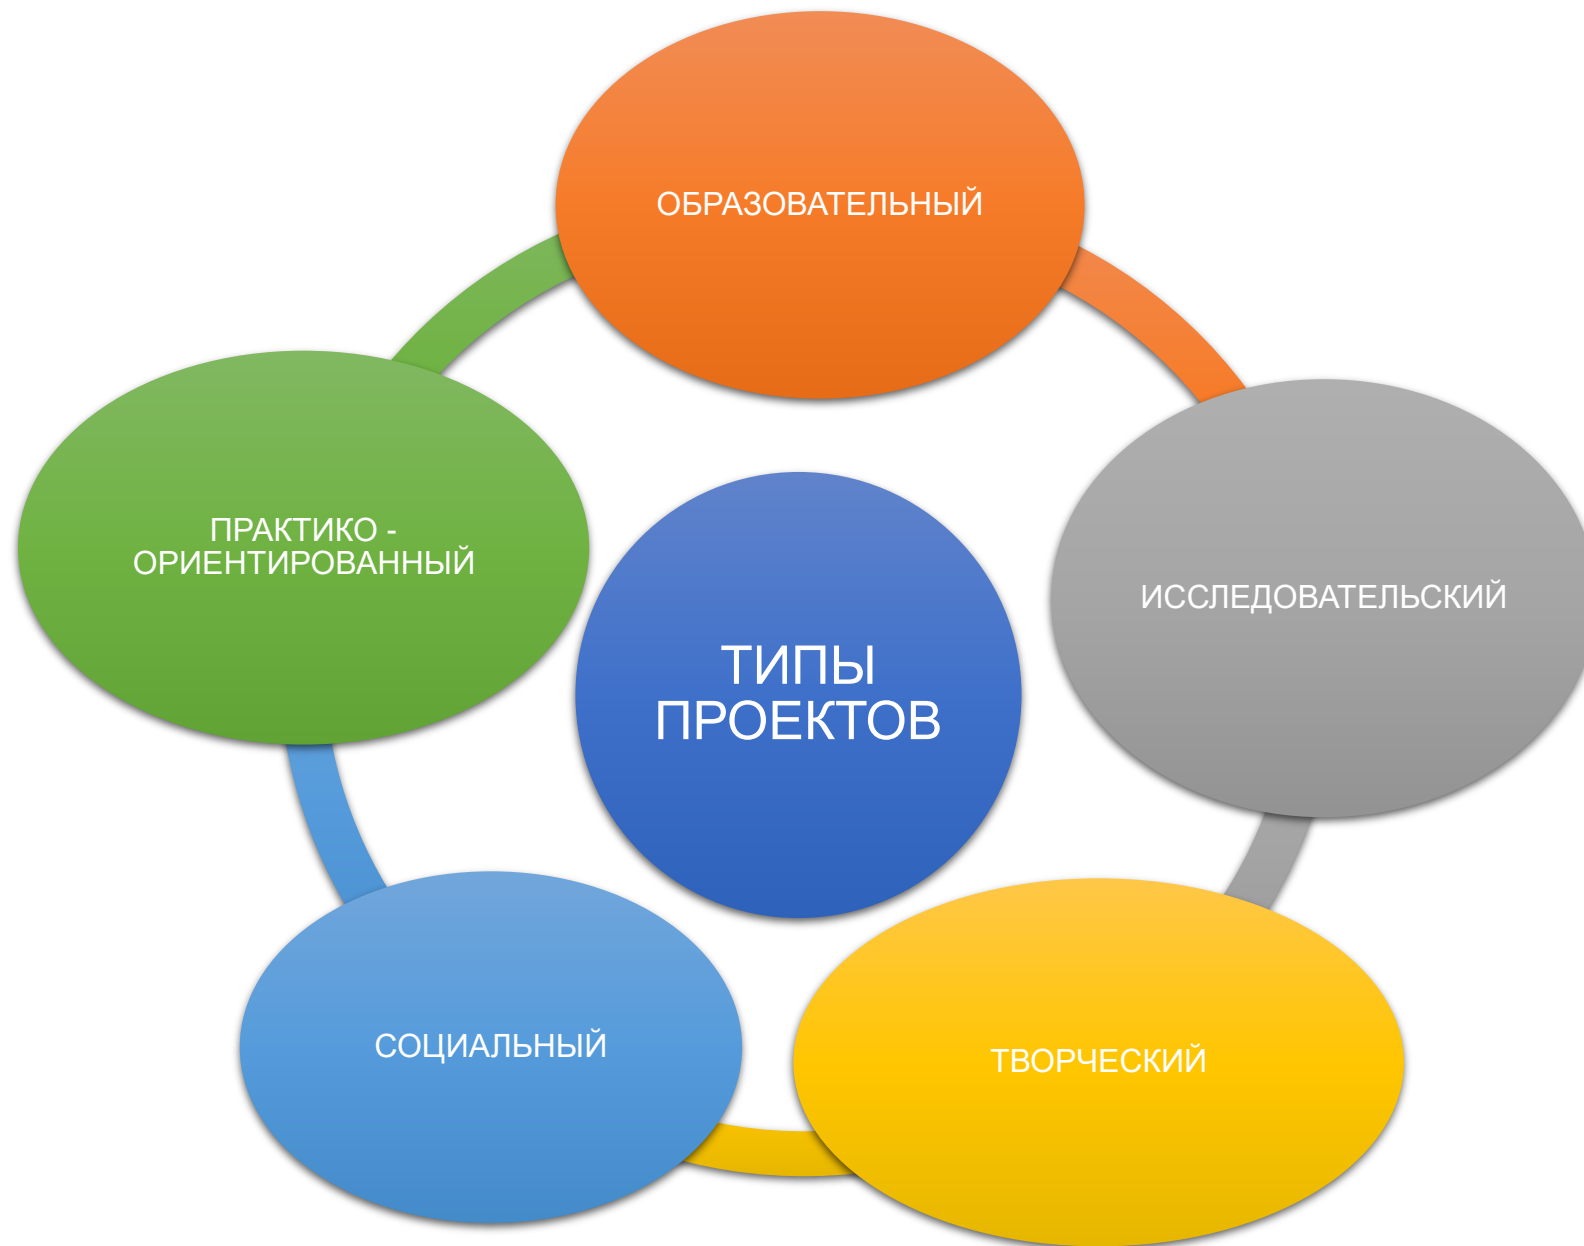 ОБРАЗОВАТЕЛЬНЫЙ
ПРАКТИКО -
ОРИЕНТИРОВАННЫЙ
ИССЛЕДОВАТЕЛЬСКИЙ
ТИПЫ
ПРОЕКТОВ
СОЦИАЛЬНЫЙ
ТВОРЧЕСКИЙ